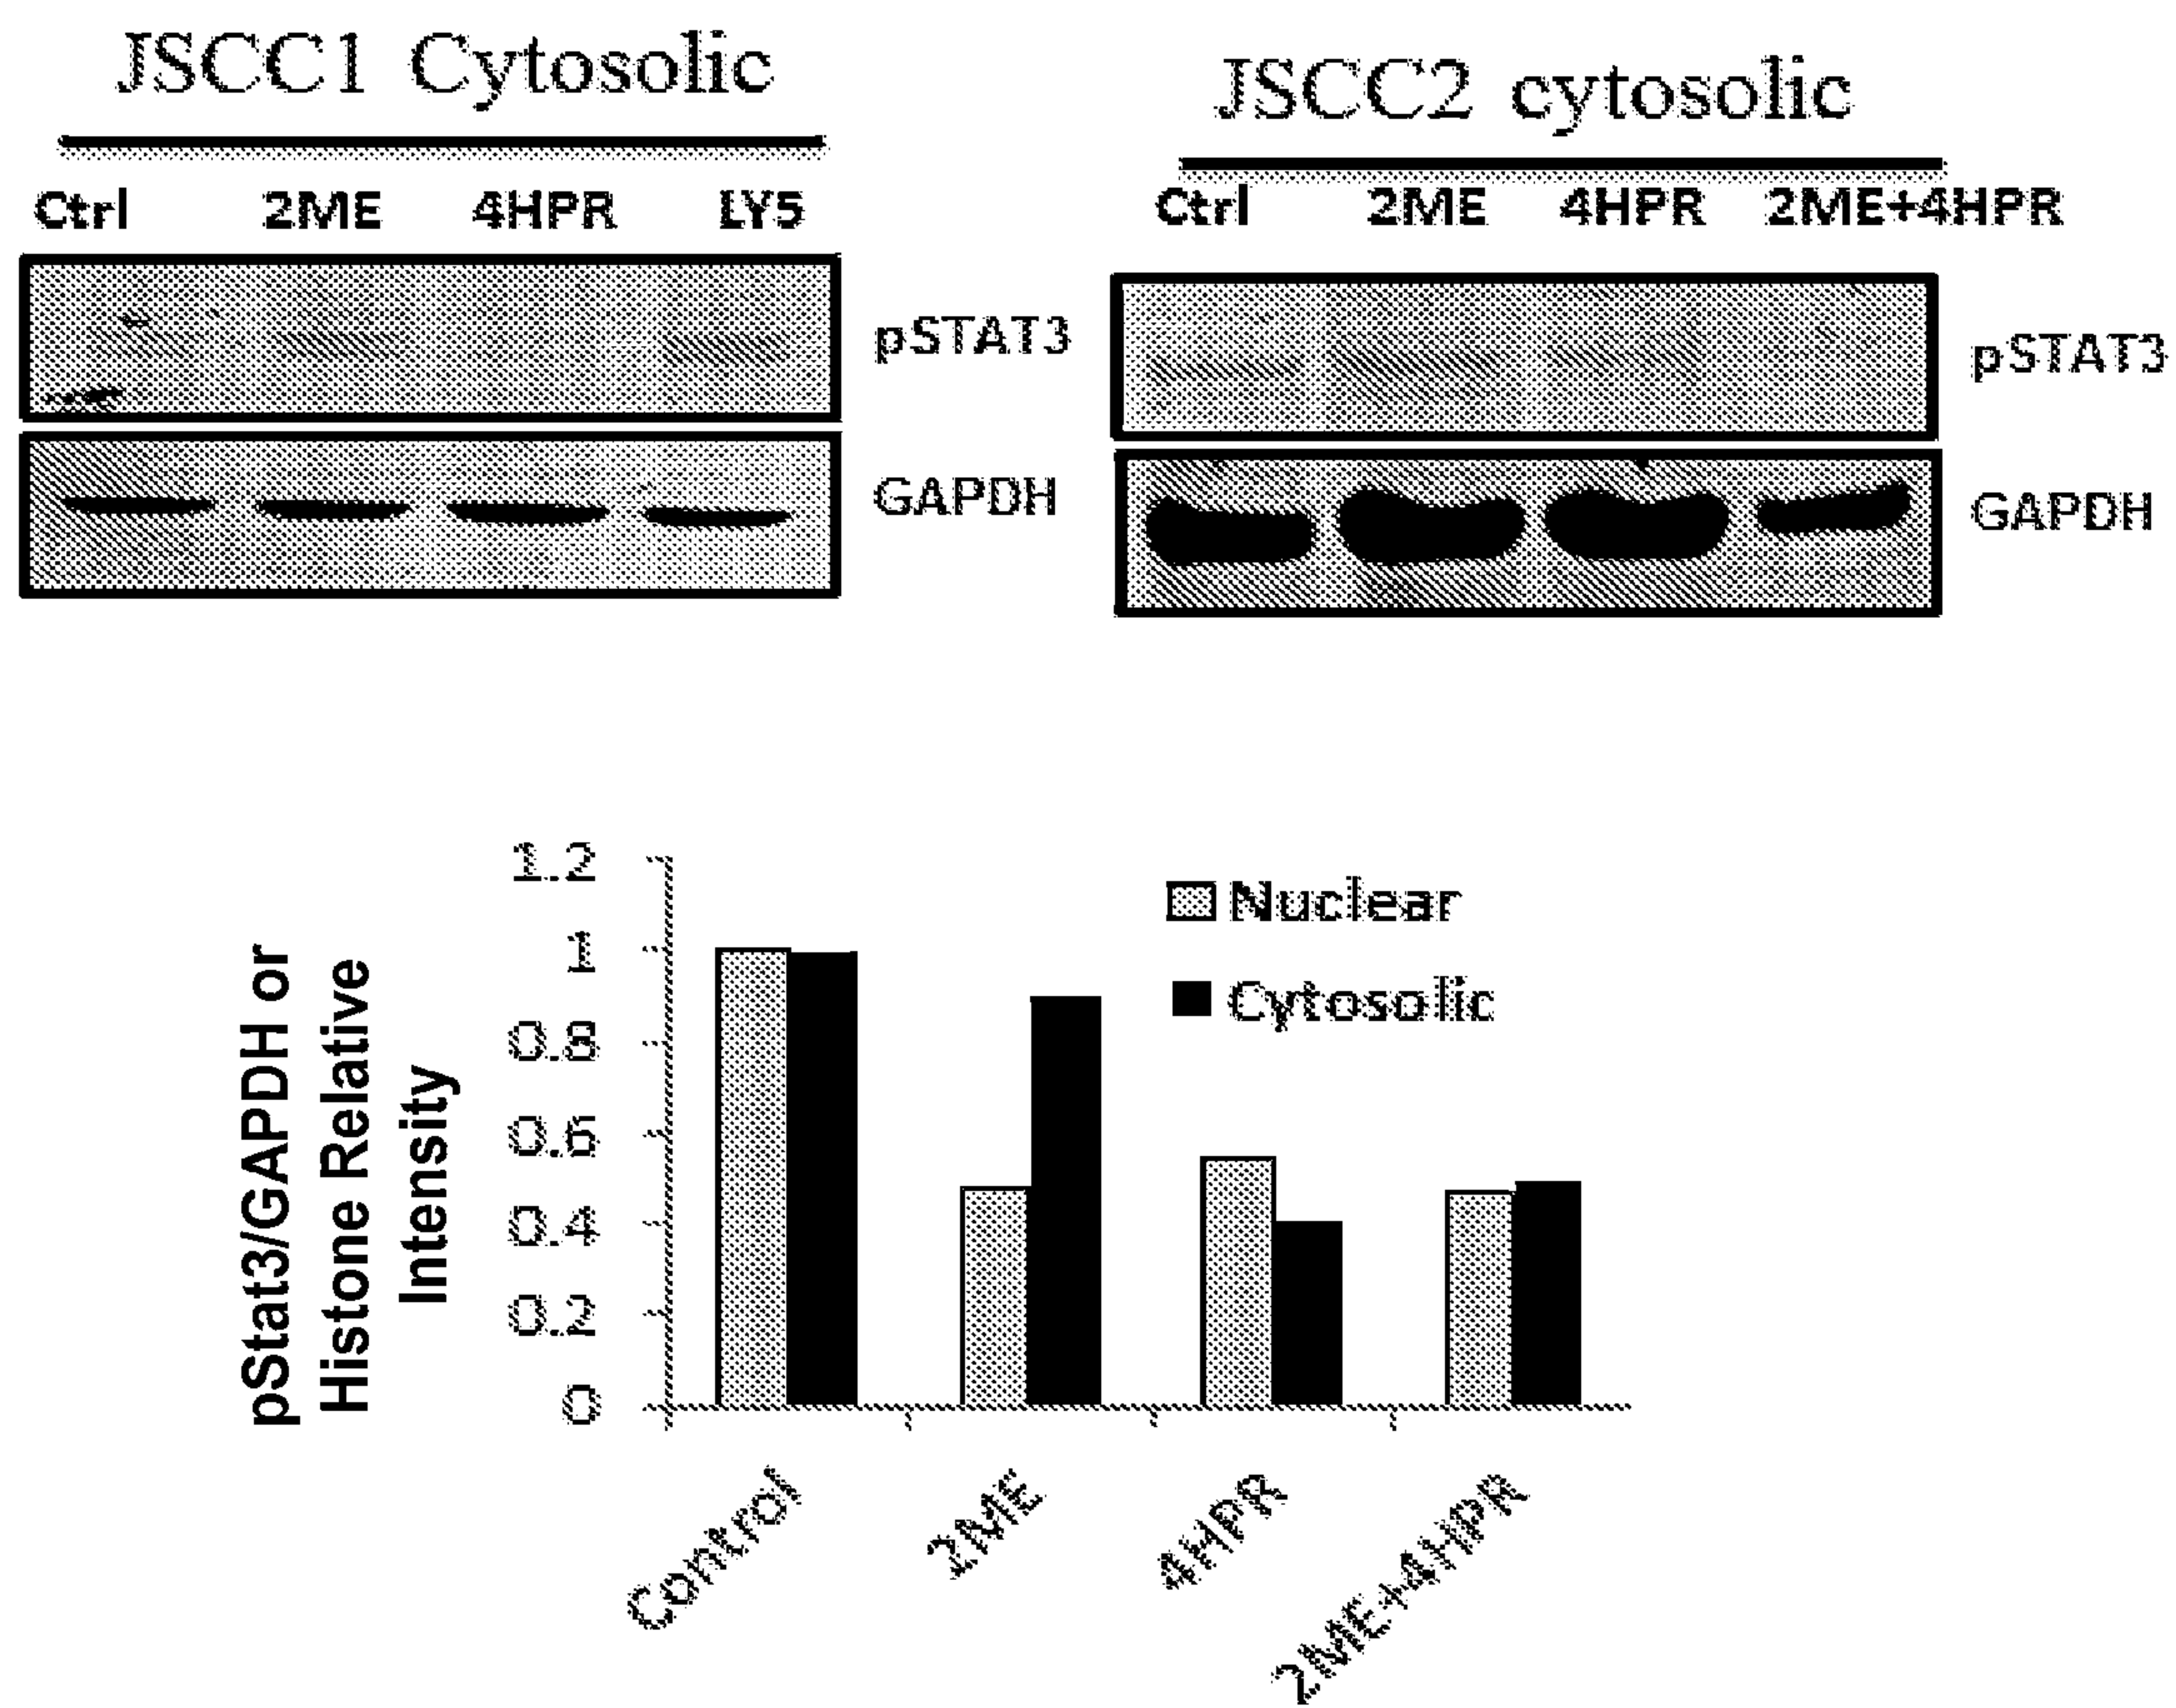 JSCC1 Cytosolic
Ctrl 2ME 4HPR LY5
pSTAT3
GAPDH
JSCC2 cytosolic
Ctrl 2ME 4HPR 2ME+4HPR
pSTAT3
GAPDH
pStat3/GAPDH or
Histone Relative
Intensity
1.2
1
0.8
0.6
0.4
0.2
0
Nuclear
Cytosolic
Control
2ME
4HPR
2ME+4HPR